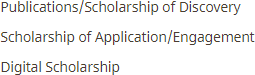 Publications/Scholarship of Discovery
Scholarship of Application/Engagement
Digital Scholarship